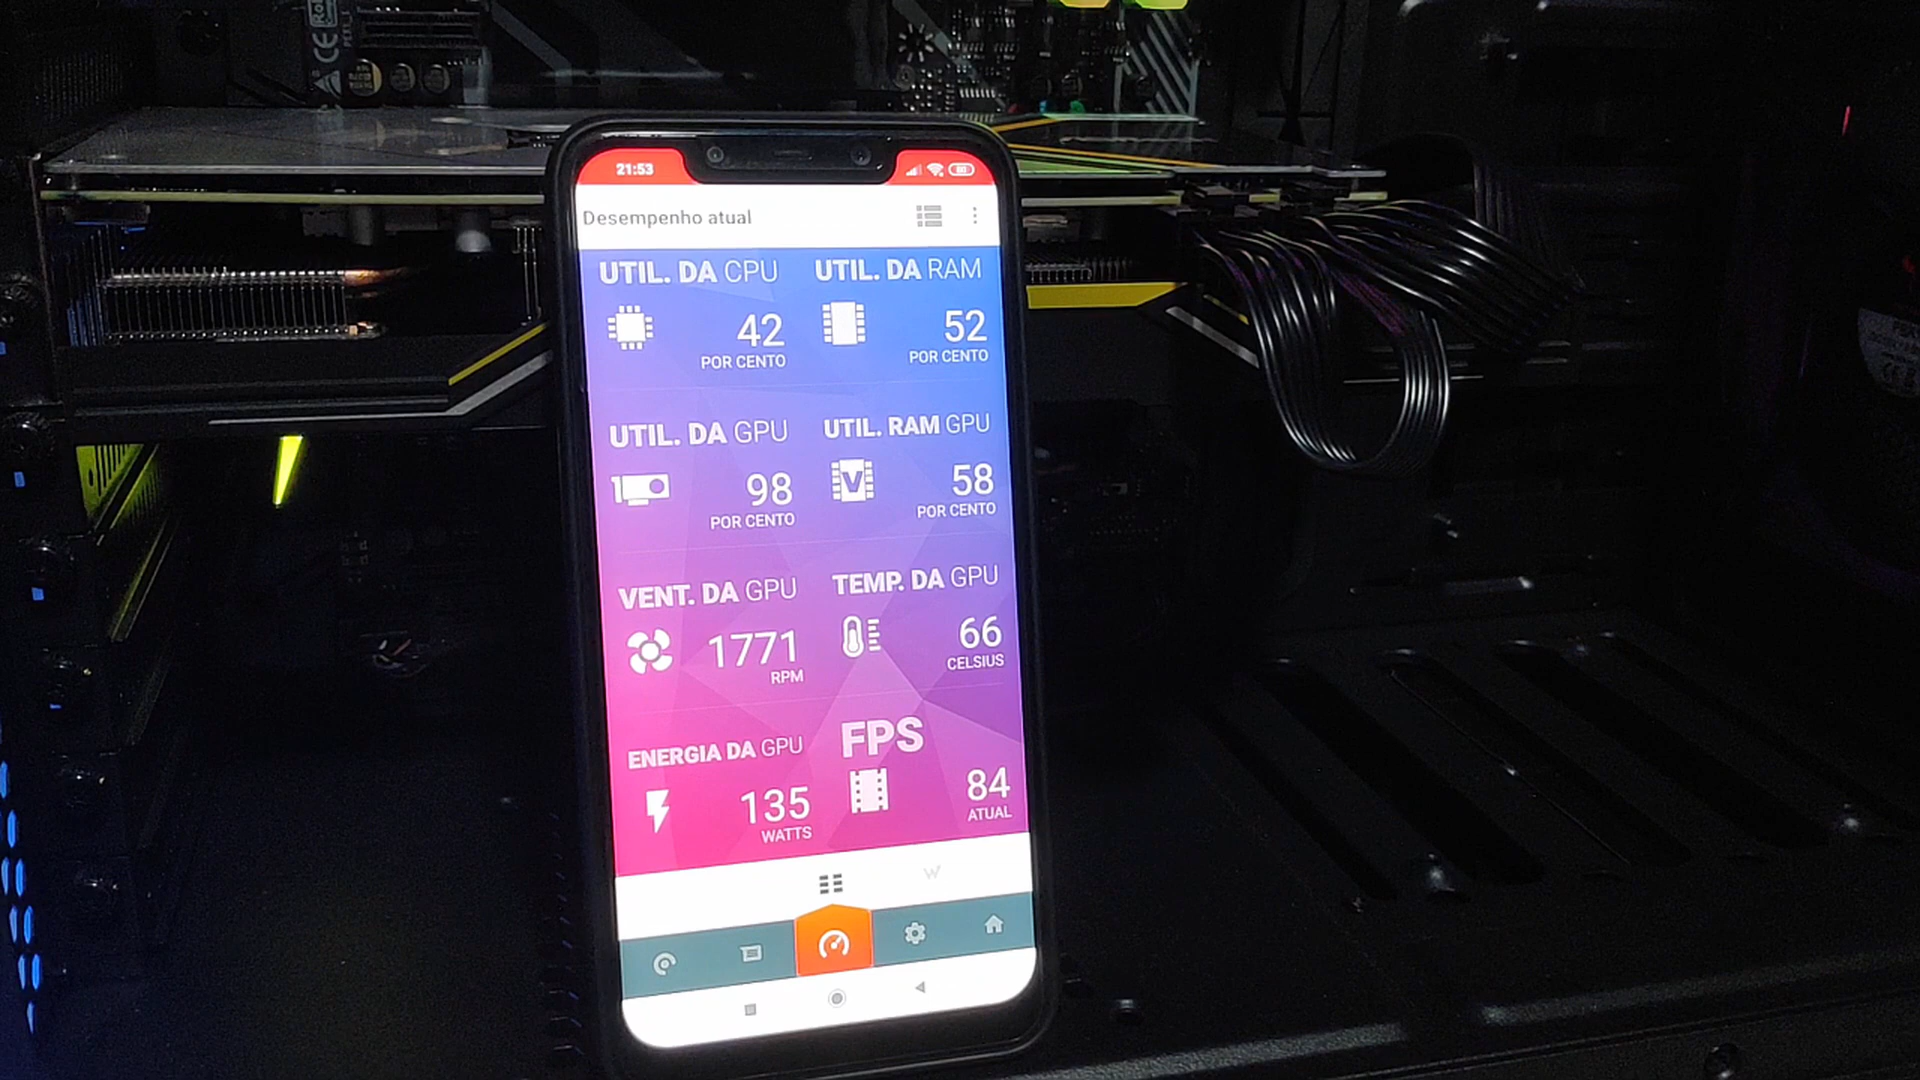 21:53
80
Desempenho atual
UTIL. DA CPU
42
POR CENTO
UTIL. DA RAM
52
POR CENTO
UTIL. DA GPU
98
POR CENTO
UTIL. RAM GPU
V
58
POR CENTO
VENT. DA GPU
1771
RPM
TEMP. DA GPU
66
CELSIUS
ENERGIA DA GPU
135
WATTS
FPS
84
ATUAL
W
CE